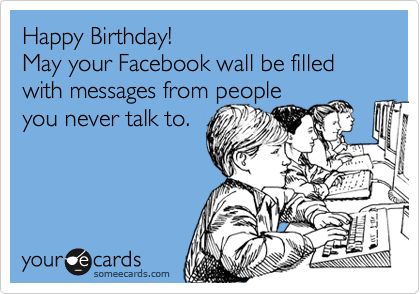 Happy Birthday!
May your Facebook wall be filled
with messages from people
you never talk to.
your e cards
someecards.com